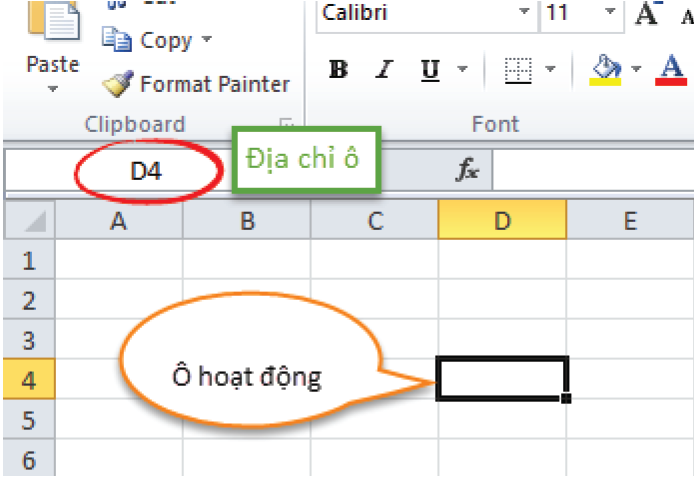 Calibri
11
A
A
Copy
Paste
B
I
U
A
Format Painter
Clipboard
Font
Địa chỉ ô
D4
fx
A
B
C
D
E
1
2
3
Ô hoạt động
4
5
6